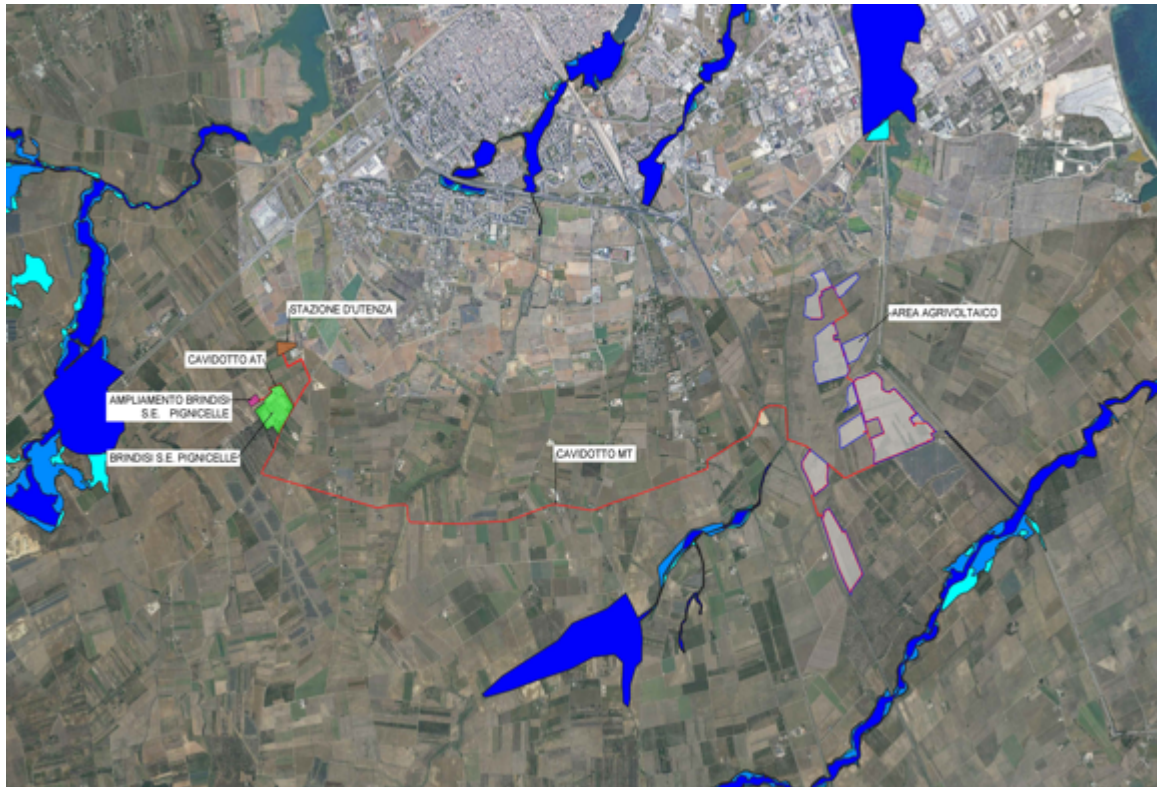 STAZIONE D'UTENZA
AREA AGRIVOLTAICO
CAVIDOTTO AT
AMPLIAMENTO BRINDISI
S.E. PIGNICELLE
BRINDISI S.E. PIGNICELLE
CAVIDOTTO MT